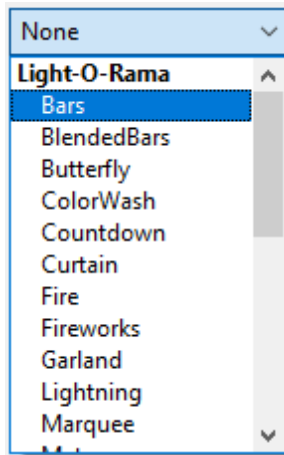 None
Light-O-Rama
Bars
BlendedBars
Butterfly
ColorWash
Countdown
Curtain
Fire
Fireworks
Garland
Lightning
Marquee